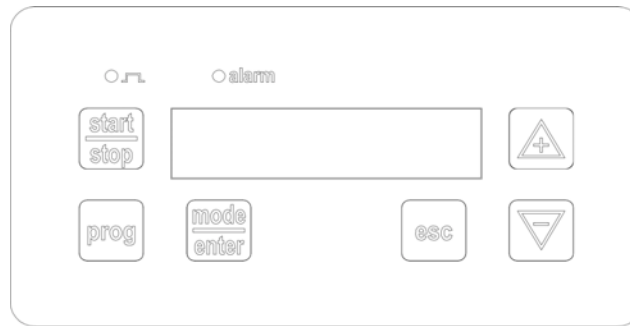 alarm
start
stop
+
prog
mode
enter
esc
-